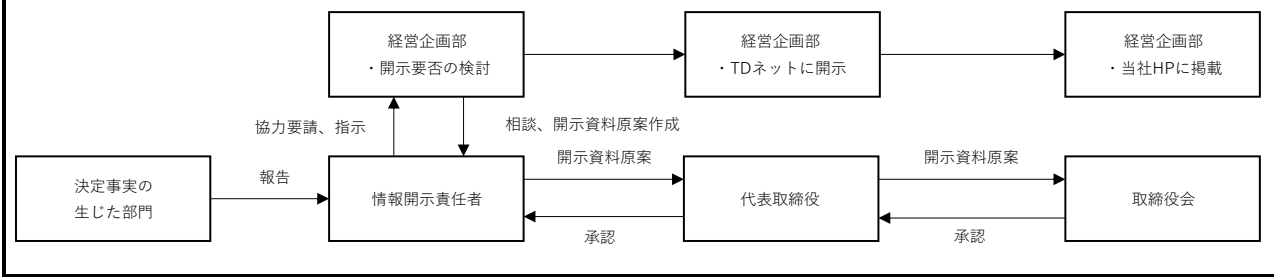 経営企画部
・開示要否の検討
経営企画部
・TDネットに開示
経営企画部
・当社HPに掲載
協力要請、指示
相談、開示資料原案作成
決定事実の
生じた部門
報告
情報開示責任者
開示資料原案
承認
代表取締役
開示資料原案
承認
取締役会